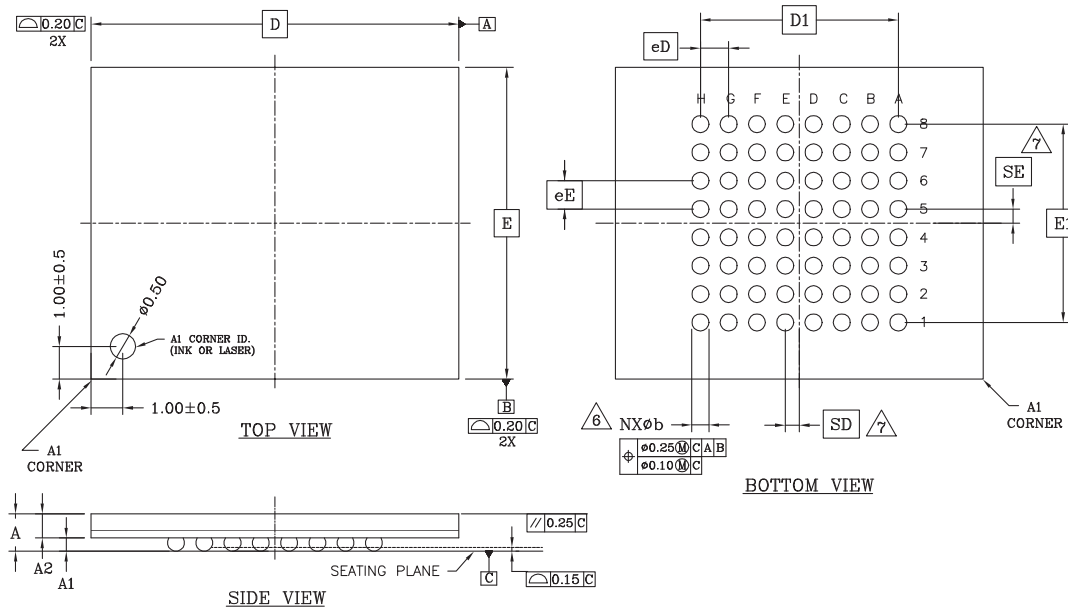 ⌓ 0.20 C
2X
D
A
E
1.00±0.5
ø0.50
A1 CORNER ID.
(INK OR LASER)
1.00±0.5
A1
CORNER
B
⌓ 0.20 C
2X
TOP VIEW
D1
eD
H G F E D C B A
8
7
6
5
4
3
2
1
7
SE
eE
E1
6 NXøb
⌖ ø0.25 Ⓜ C A B
ø0.10 Ⓜ C
SD 7
A1
CORNER
BOTTOM VIEW
A
A2
A1
// 0.25 C
SEATING PLANE
C
⌓ 0.15 C
SIDE VIEW